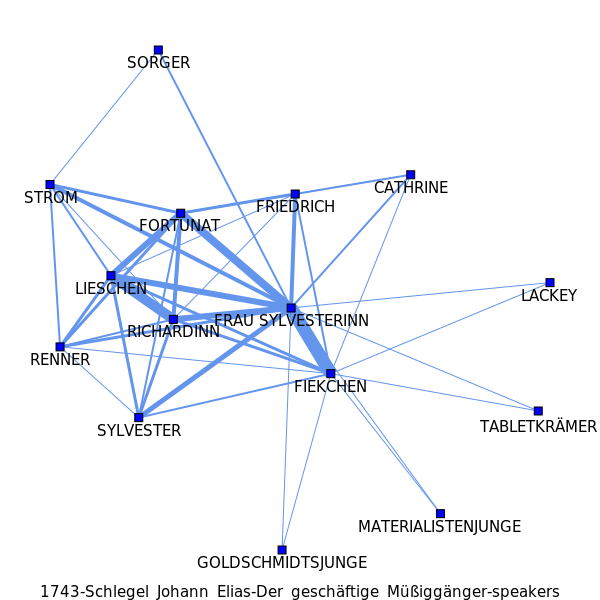 SORGER
CATHRINE
STROM
FRIEDRICH
FORTUNAT
LIESCHEN
LACKEY
FRAU SYLVESTERINN
RICHARDINN
RENNER
FIEKCHEN
TABLETKRÄMER
SYLVESTER
MATERIALISTENJUNGE
GOLDSCHMIDTSJUNGE
1743-Schlegel Johann Elias-Der geschäftige Müßiggänger-speakers